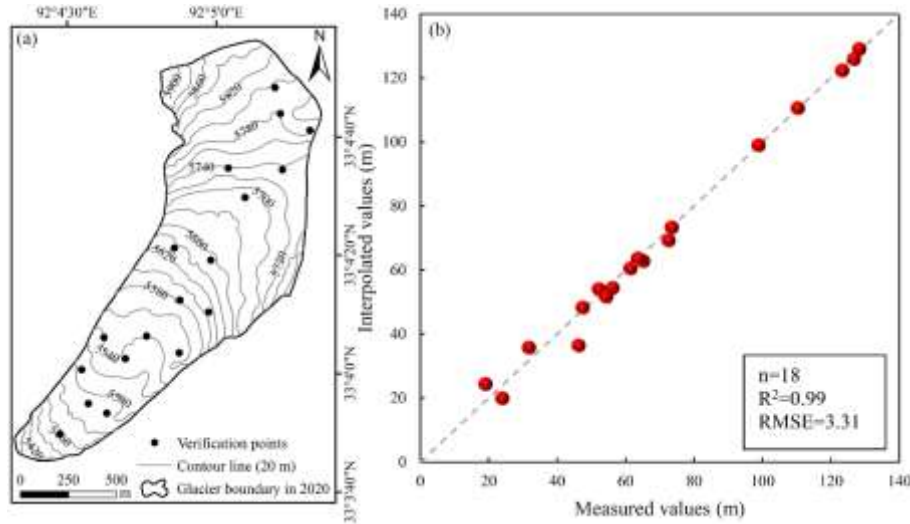 92°4'30"E
92°5'0"E
(a)
N
5820
5780
5740
5700
33°4'40"N
33°4'20"N
33°4'0"N
33°3'40"N
5580
5540
Verification points
Contour line (20 m)
Glacier boundary in 2020
0
250
500
m
(b)
Interpolated values (m)
140
120
100
80
60
40
20
0
n=18
R²=0.99
RMSE=3.31
0
20
40
60
80
100
120
140
Measured values (m)